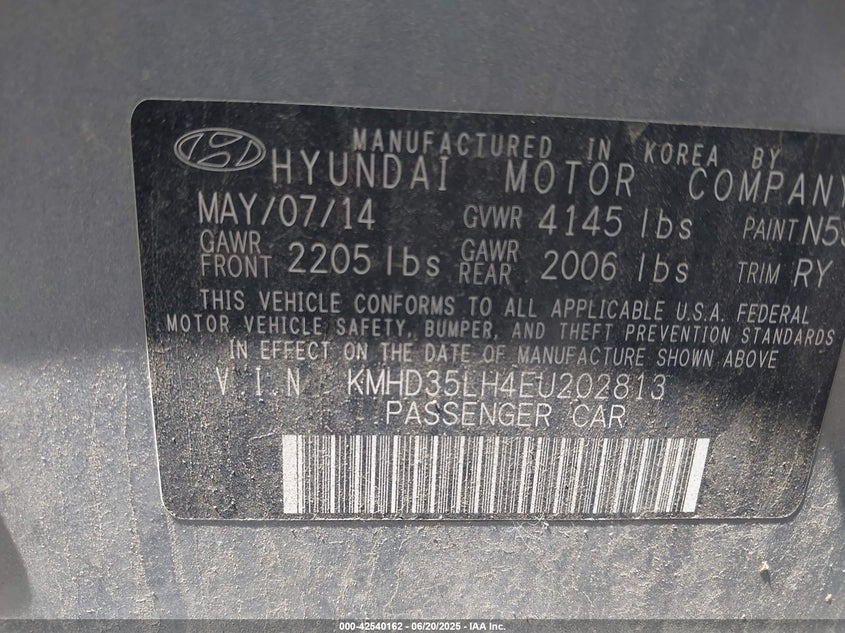 MANUFACTURED IN KOREA BY
HYUNDAI MOTOR COMPANY
MAY/07/14 GVWR 4145 lbs PAINT
GAWR FRONT 2205 lbs GAWR REAR 2006 lbs TRIM RY
THIS VEHICLE CONFORMS TO ALL APPLICABLE U.S.A. FEDERAL
MOTOR VEHICLE SAFETY, BUMPER, AND THEFT PREVENTION STANDARDS
IN EFFECT ON THE DATE OF MANUFACTURE SHOWN ABOVE
V.I.N KMHD35LH4EU202813
PASSENGER CAR
000-42540162 - 06/20/2025 - IAA Inc.